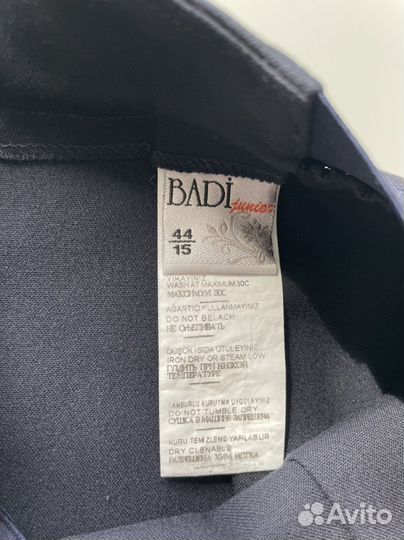 BADİ
junior
44
15
YIKAYINIZ
WASH AT MAXIMUM 30C
МАКСИМУМ 30С
AĞARTICI KULLANMAYINIZ
DO NOT BELACH
НЕ ОТБЕЛИВАТЬ
DÜŞÜK ISIDA ÜTÜLEYİNİZ
IRON DRY OR STEAM LOW
ГЛАДИТЬ ПРИ НИЗКОЙ
ТЕМПЕРАТУРЕ
TAMBURLU KURUTMA UYGULAYINIZ
DO NOT TUMBLE DRY
СУШКА В МАШИНЕ ЗАПРЕЩЕНА
KURU TEMİZLEME YAPILABİLİR
DRY CLENABLE
РАЗРЕШЕНА ХИМ
Avito